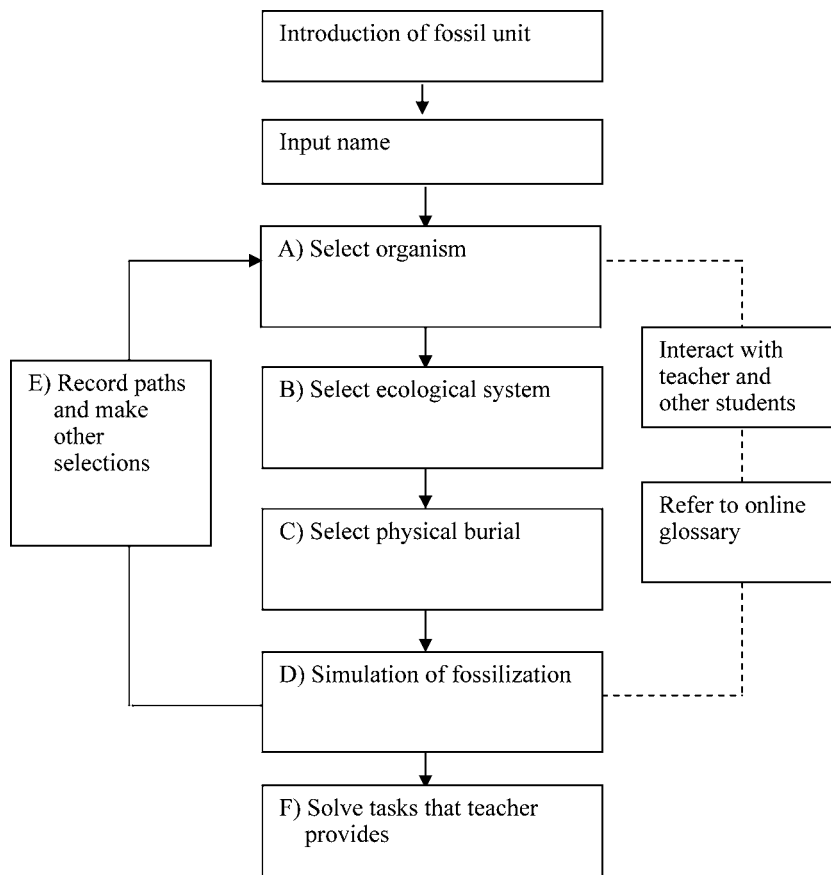 Introduction of fossil unit
Input name
A) Select organism
B) Select ecological system
C) Select physical burial
D) Simulation of fossilization
F) Solve tasks that teacher
provides
E) Record paths
and make
other
selections
Interact with
teacher and
other students
Refer to online
glossary